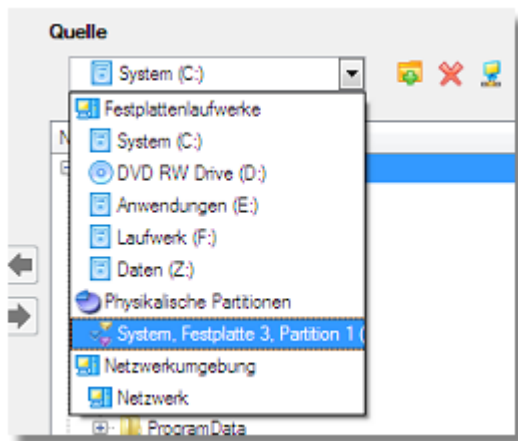 Quelle
System (C:)
Festplattenlaufwerke
N
System (C:)
DVD RW Drive (D:)
Anwendungen (E:)
Laufwerk (F:)
Daten (Z:)
Physikalische Partitionen
System, Festplatte 3, Partition 1 (
Netzwerkumgebung
Netzwerk
ProgramData